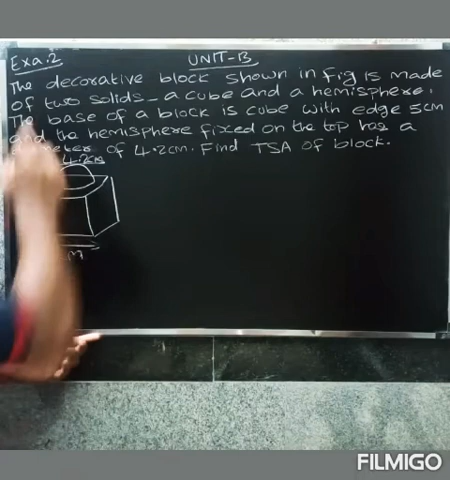 Exa.2
UNIT-B
The decorative block shown in fig is made
of two solids - a cube and a hemisphere.
The base of a block is cube with edge 5cm
and the hemisphere fixed on the top has a
of 4.2cm. Find TSA of block.
4.2cm
FILMIGO